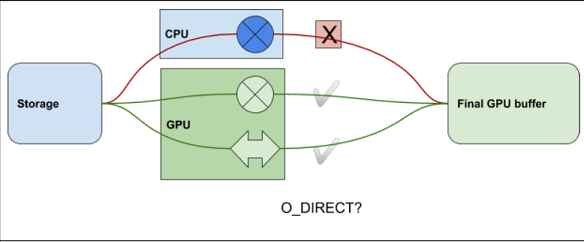 CPU
X
Storage
Final GPU buffer
GPU
O_DIRECT?